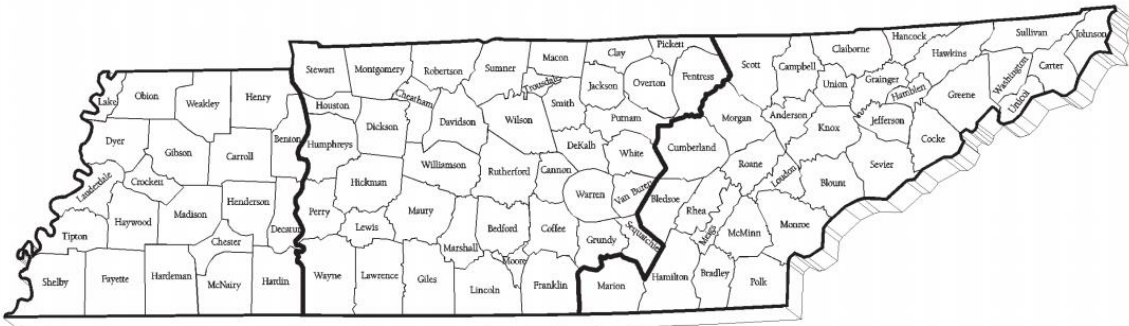 Hancock
Sullivan
Johnson
Pickett
Clay
Claiborne
Hawkins
Macon
Sumner
Scott
Carter
Stewart
Montgomery
Robertson
Campbell
Washington
Overton
Fentress
Union
Grainger
Trousdale
Jackson
Hamblen
Greene
Unicoi
Henry
Lake
Obion
Weakley
Cheatham
Houston
Smith
Putnam
Morgan
Anderson
Jefferson
Benton
Dickson
Davidson
Wilson
Knox
Cocke
Dyer
Humphreys
DeKalb
Cumberland
Gibson
Carroll
White
Williamson
Rutherford
Cannon
Roane
Loudon
Sevier
Lauderdale
Crockett
Hickman
Warren
Van Buren
Bledsoe
Blount
Haywood
Madison
Henderson
Perry
Maury
Rhea
Tipton
Decatur
Lewis
Bedford
Coffee
Sequatchie
Meigs
McMinn
Monroe
Chester
Marshall
Grundy
Moore
Shelby
Fayette
Hardeman
McNairy
Hardin
Wayne
Lawrence
Giles
Lincoln
Franklin
Marion
Hamilton
Bradley
Polk